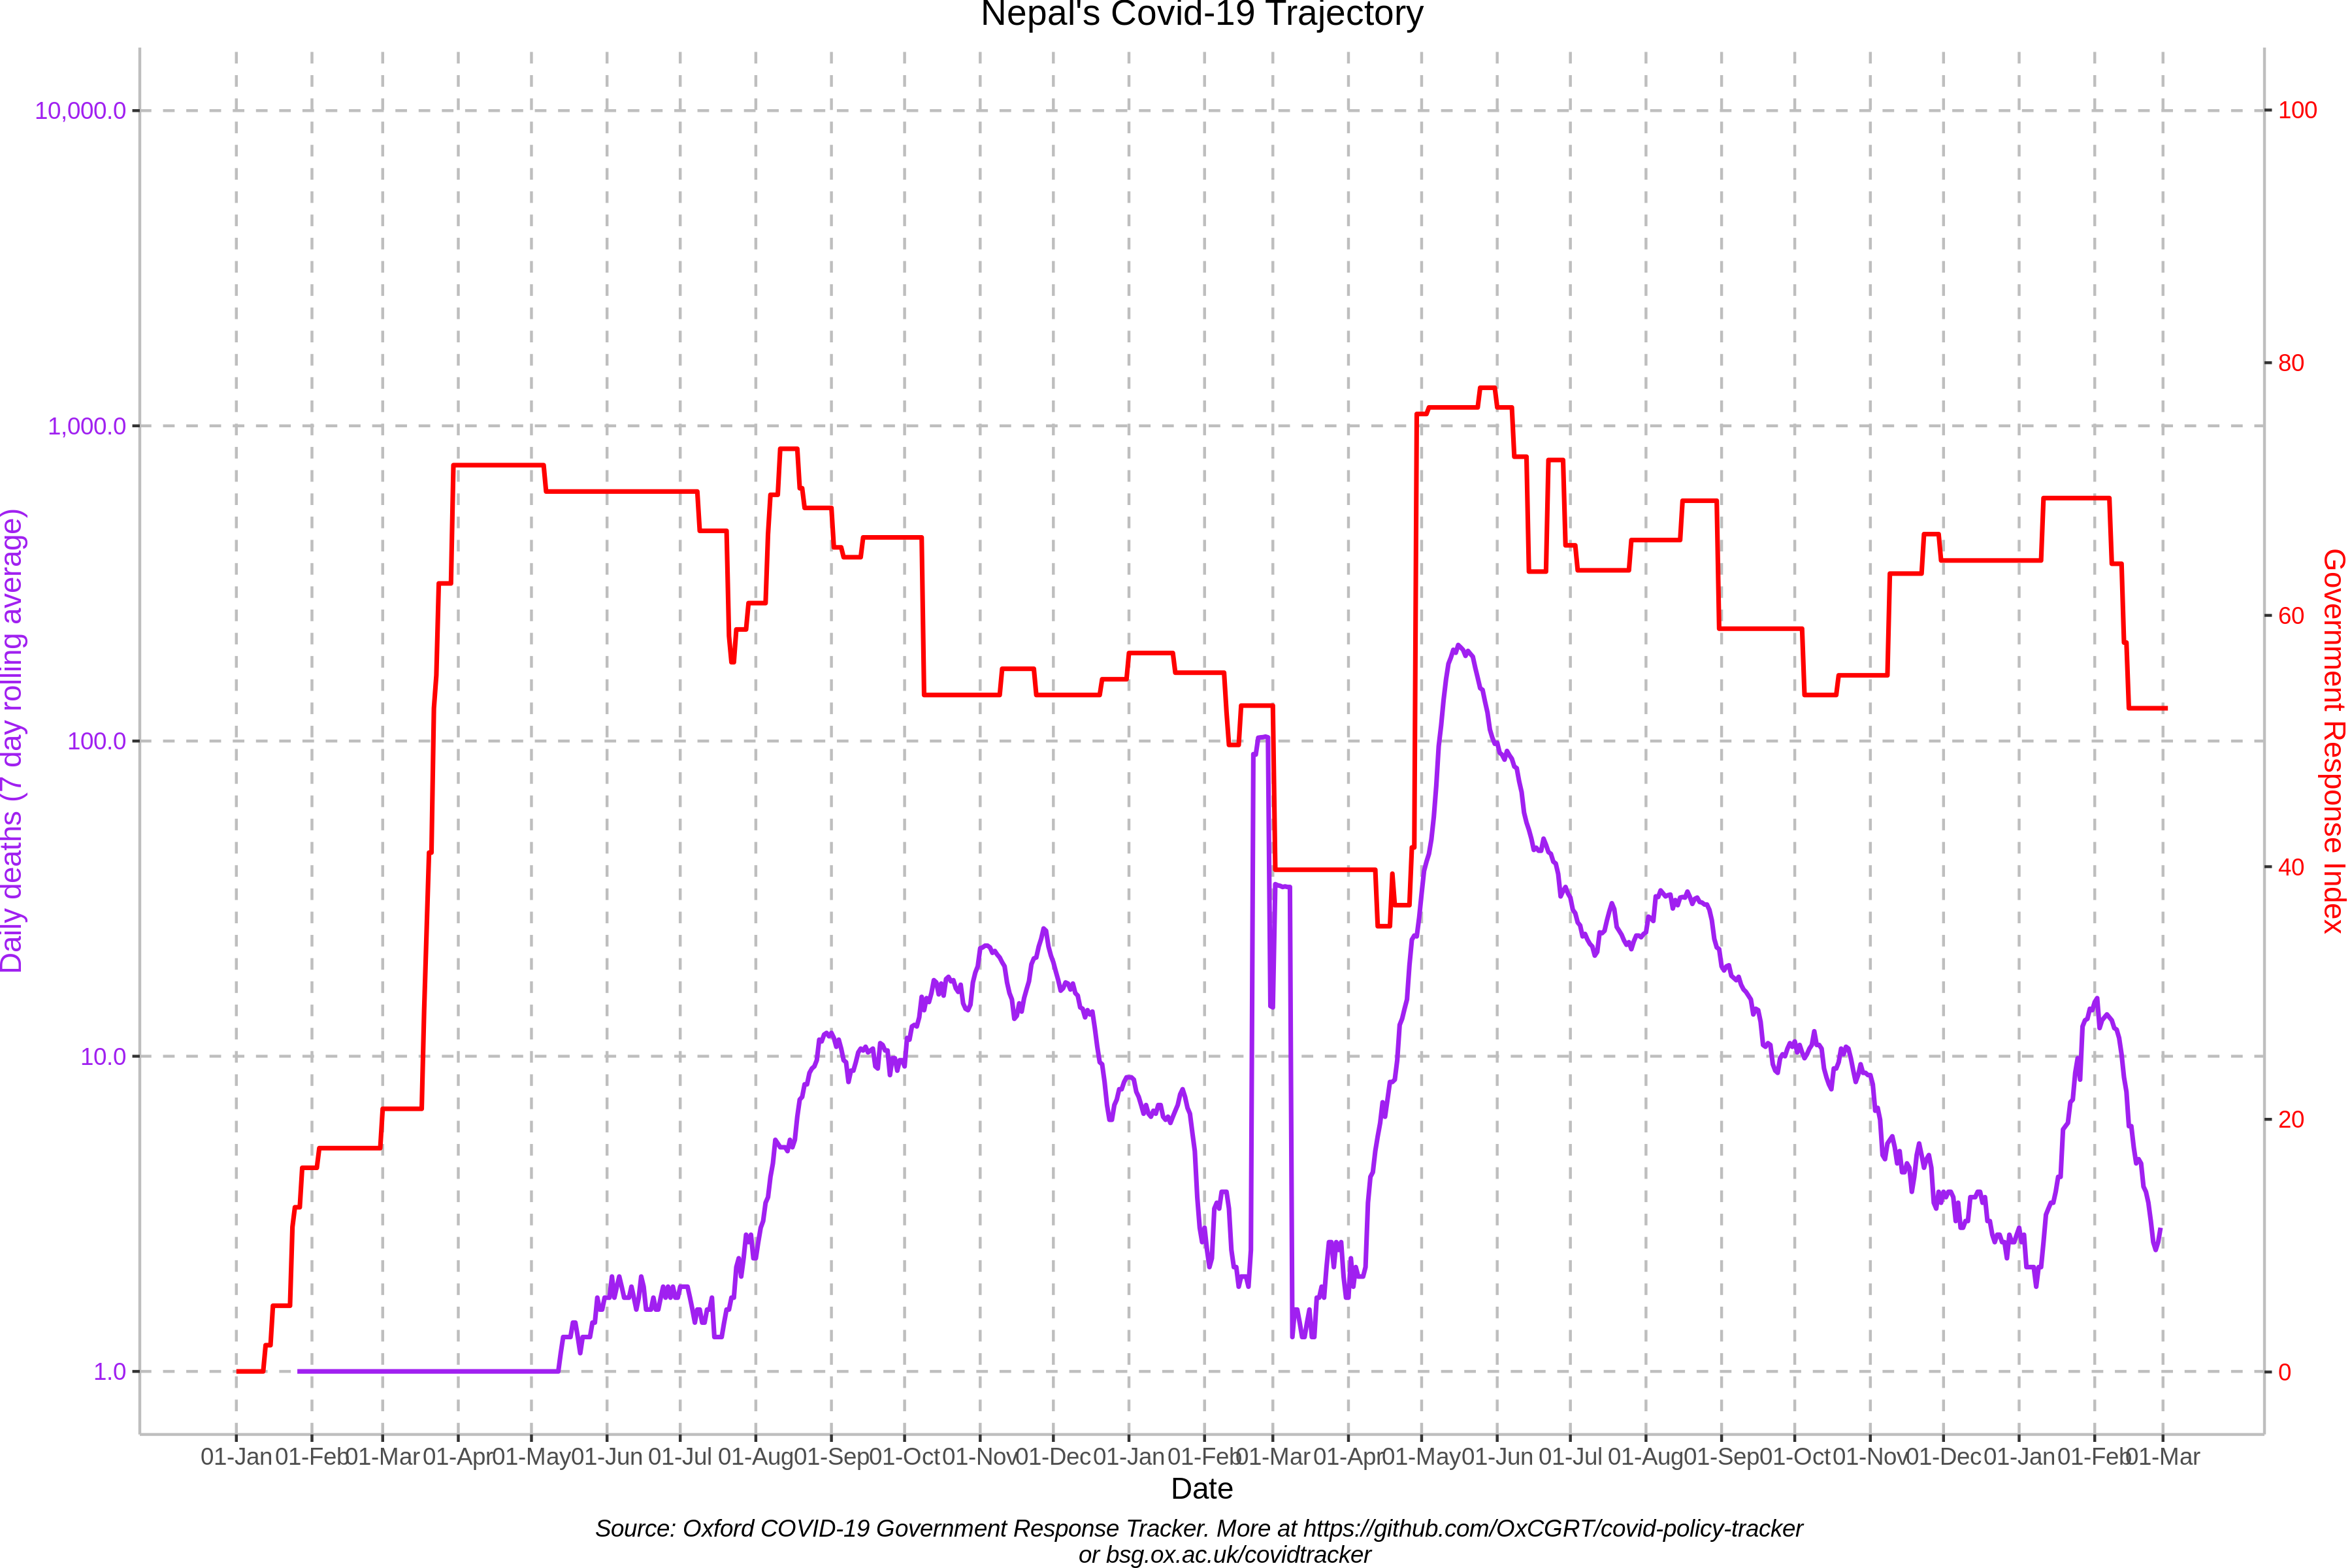 Nepal's Covid-19 Trajectory
10,000.0
1,000.0
100.0
10.0
1.0
Daily deaths (7 day rolling average)
100
80
60
40
20
0
Government Response Index
01-Jan 01-Feb 01-Mar 01-Apr 01-May 01-Jun 01-Jul 01-Aug 01-Sep 01-Oct 01-Nov 01-Dec 01-Jan 01-Feb 01-Mar 01-Apr 01-May 01-Jun 01-Jul 01-Aug 01-Sep 01-Oct 01-Nov 01-Dec 01-Jan 01-Feb 01-Mar
Date
Source: Oxford COVID-19 Government Response Tracker. More at https://github.com/OxCGRT/covid-policy-tracker
or bsg.ox.ac.uk/covidtracker